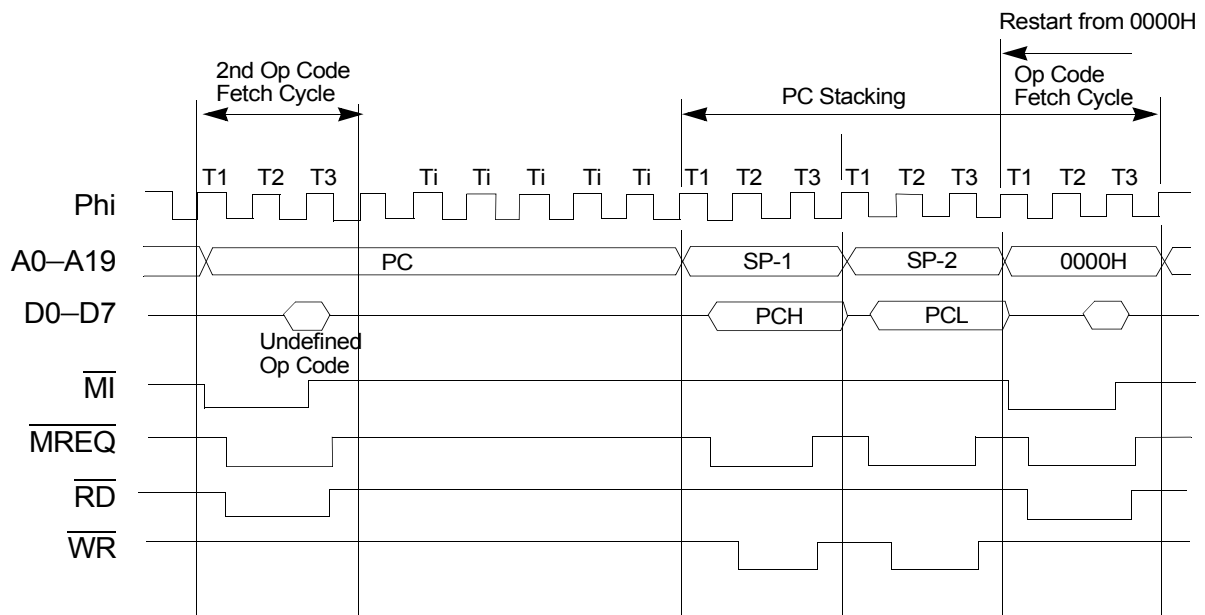 Restart from 0000H
2nd Op Code
Fetch Cycle
PC Stacking
Op Code
Fetch Cycle
T1 T2 T3 Ti Ti Ti Ti Ti T1 T2 T3 T1 T2 T3 T1 T2 T3
Phi
A0–A19 PC SP-1 SP-2 0000H
D0–D7 PCH PCL
Undefined
Op Code
MI
MREQ
RD
WR